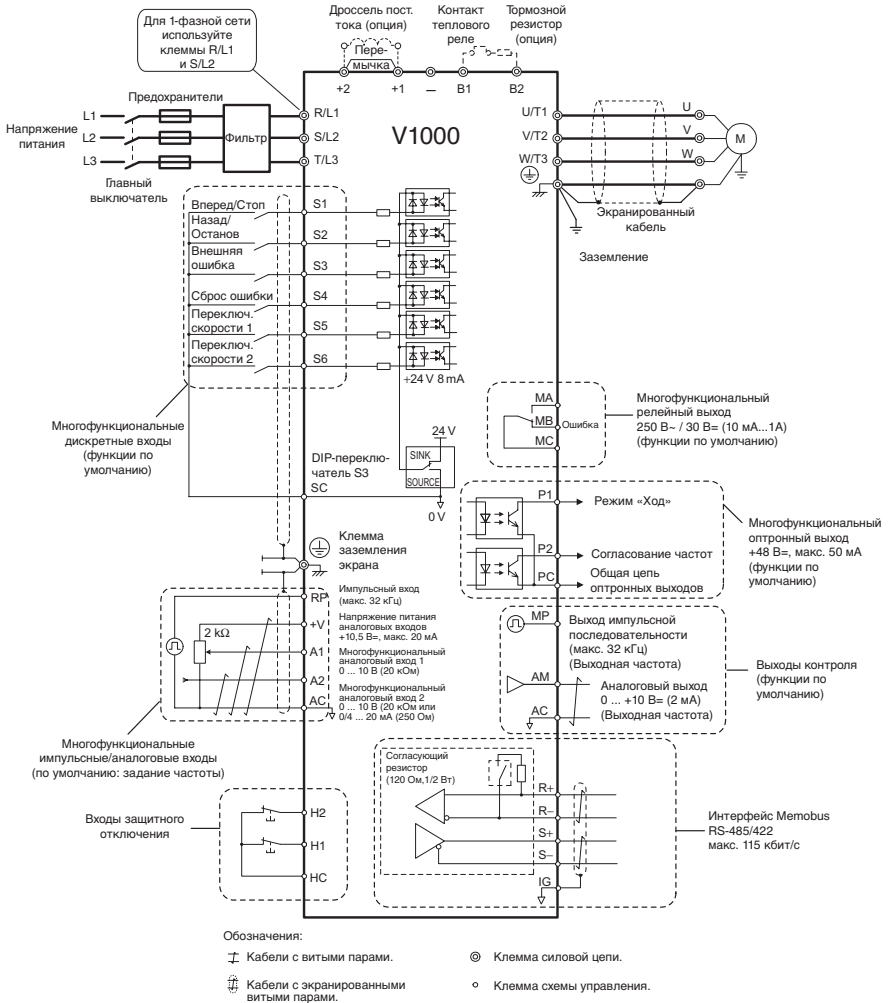 Для 1-фазной сети
используйте
клеммы R/L1
и S/L2
Дроссель пост.
тока (опция)
Контакт
теплового
реле
Тормозной
резистор
(опция)
Пере-
мычка
+2
+1
–
B1
B2
Напряжение
питания
L1
L2
L3
Предохранители
Фильтр
Главный
выключатель
R/L1
S/L2
T/L3
V1000
U/T1
V/T2
W/T3
U
V
W
M
Экранированный
кабель
Заземление
Вперед/Стоп
S1
Назад/
Останов
S2
Внешняя
ошибка
S3
Сброс ошибки
S4
Переключ.
скорости 1
S5
Переключ.
скорости 2
S6
+24 V 8 mA
Многофункциональные
дискретные входы
(функции по
умолчанию)
DIP-переклю-
чатель S3
SC
24 V
SINK
SOURCE
0 V
MA
MB
MC
Ошибка
Многофункциональный
релейный выход
250 В~ / 30 В= (10 мА...1А)
(функции по умолчанию)
P1
Режим «Ход»
P2
Согласование частот
PC
Общая цепь
оптронных выходов
Многофункциональный
оптронный выход
+48 В=, макс. 50 мА
(функции по
умолчанию)
Клемма
заземления
экрана
RP
Импульсный вход
(макс. 32 кГц)
+V
Напряжение питания
аналоговых входов
+10,5 В=, макс. 20 мА
2 kΩ
A1
Многофункциональный
аналоговый вход 1
0 ... 10 В (20 кОм)
A2
Многофункциональный
аналоговый вход 2
0 ... 10 В (20 кОм или
0/4 ... 20 мА (250 Ом)
AC
Многофункциональные
импульсные/аналоговые входы
(по умолчанию: задание частоты)
MP
Выход импульсной
последовательности
(макс. 32 кГц)
(Выходная частота)
AM
Аналоговый выход
0 ... +10 В= (2 мА)
(Выходная частота)
AC
Выходы контроля
(функции по
умолчанию)
Входы защитного
отключения
H2
H1
HC
Согласующий
резистор
(120 Ом,1/2 Вт)
R+
R–
S+
S–
IG
Интерфейс Memobus
RS-485/422
макс. 115 кбит/с
Обозначения:
Кабели с витыми парами.
Клемма силовой цепи.
Кабели с экранированными
витыми парами.
Клемма схемы управления.